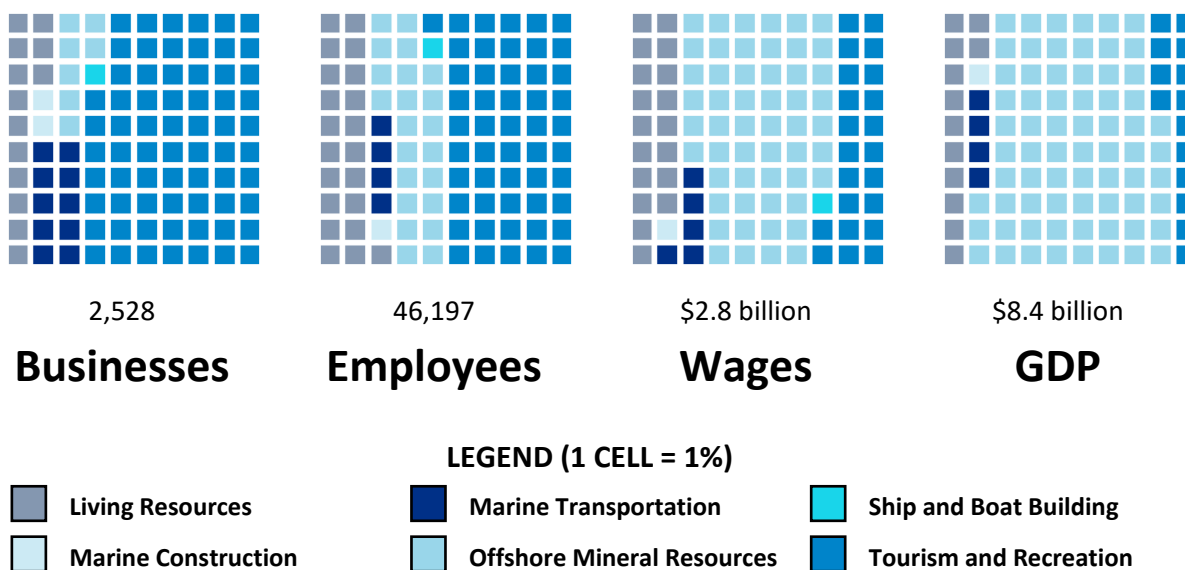 2,528 46,197 $2.8 billion $8.4 billion
Businesses Employees Wages GDP
LEGEND (1 CELL = 1%)
Living Resources Marine Transportation Ship and Boat Building
Marine Construction Offshore Mineral Resources Tourism and Recreation